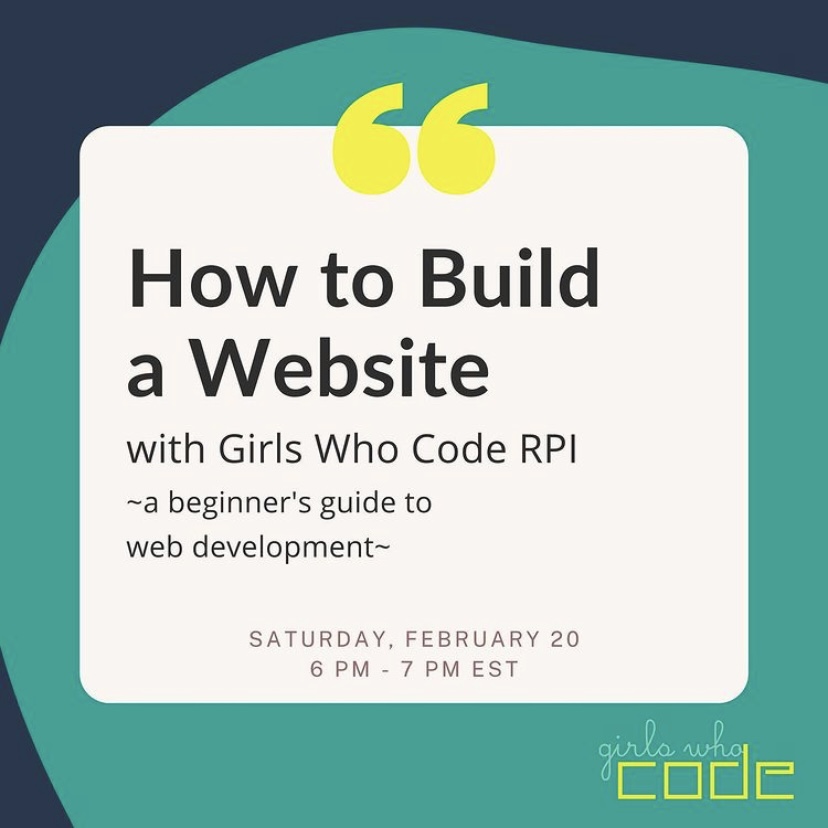 How to Build
a Website
with Girls Who Code RPI
~a beginner's guide to
web development~
SATURDAY, FEBRUARY 20
6 PM - 7 PM EST
girls who
code